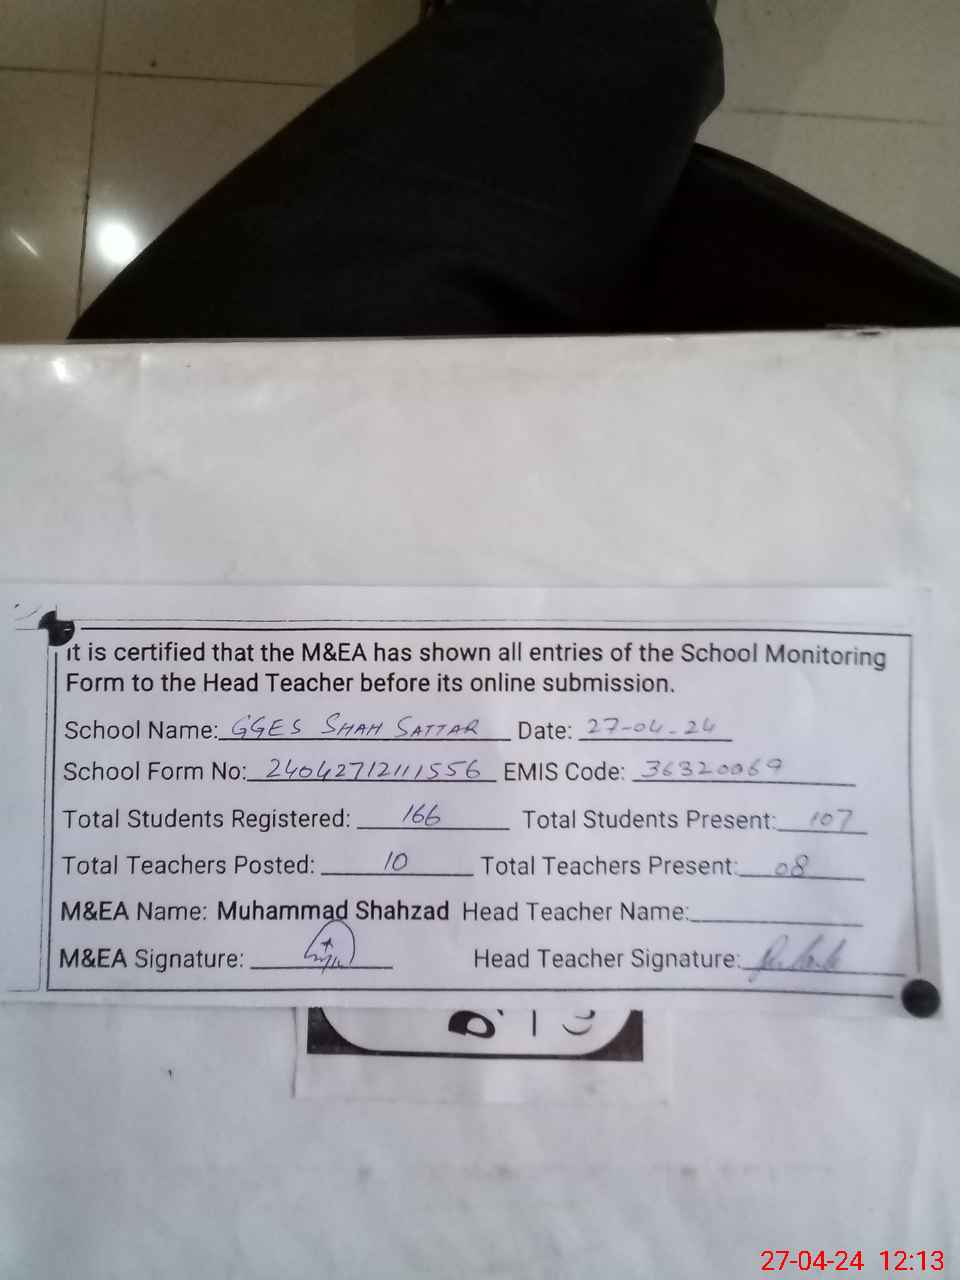 It is certified that the M&EA has shown all entries of the School Monitoring
Form to the Head Teacher before its online submission.
School Name: GGES SHAH SATTAR Date: 27-04-24
School Form No: 24042712111556 EMIS Code: 36320069
Total Students Registered: 166 Total Students Present: 107
Total Teachers Posted: 10 Total Teachers Present: 08
M&EA Name: Muhammad Shahzad Head Teacher Name:
M&EA Signature: Head Teacher Signature:
27-04-24 12:13